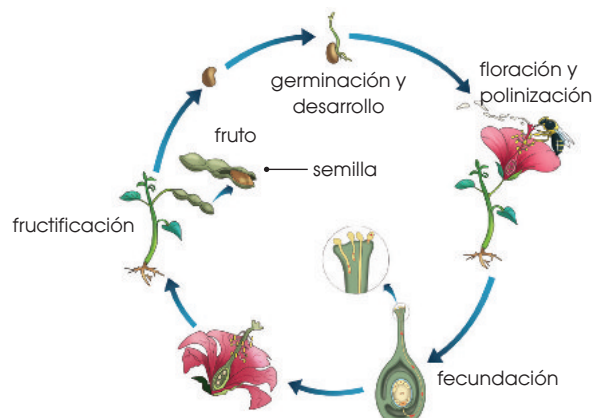 germinación y
desarrollo
floración y
polinización
fruto
semilla
fructificación
fecundación